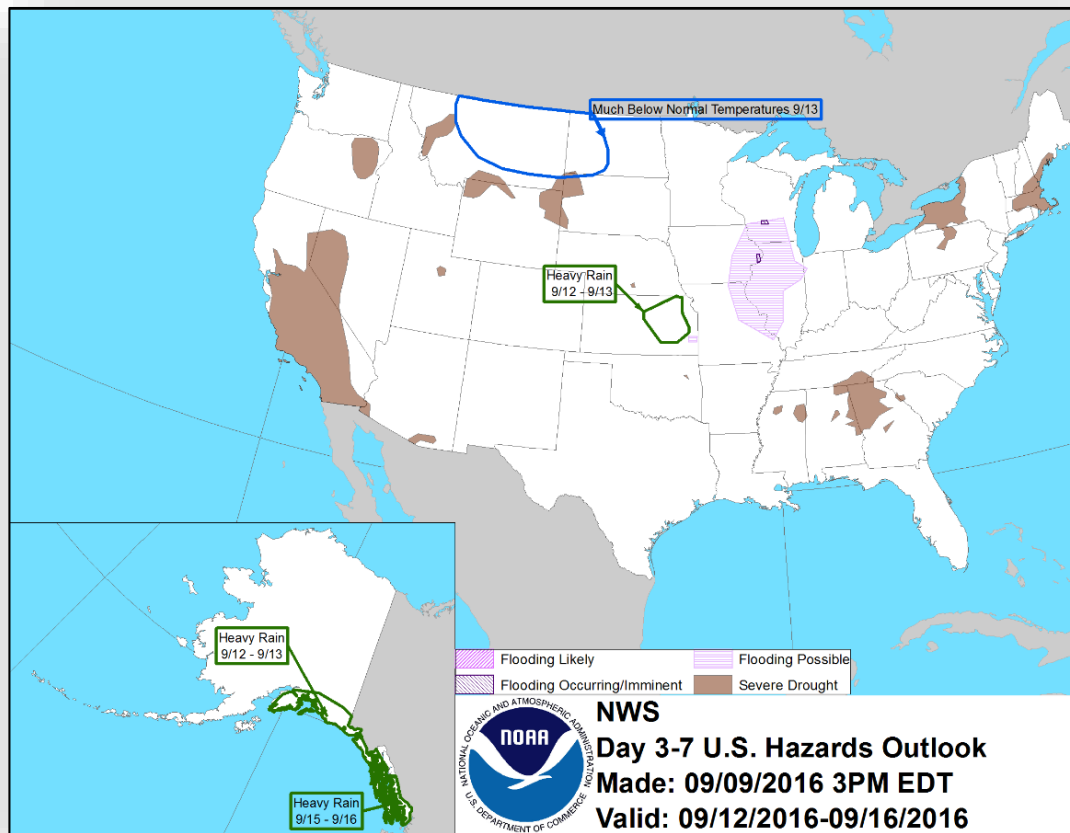 Much Below Normal Temperatures 9/13
Heavy Rain
9/12 - 9/13
Heavy Rain
9/12 - 9/13
Heavy Rain
9/15 - 9/16
Flooding Likely
Flooding Possible
Flooding Occurring/Imminent
Severe Drought
NATIONAL OCEANIC AND ATMOSPHERIC ADMINISTRATION
NOAA
U.S. DEPARTMENT OF COMMERCE
NWS
Day 3-7 U.S. Hazards Outlook
Made: 09/09/2016 3PM EDT
Valid: 09/12/2016-09/16/2016